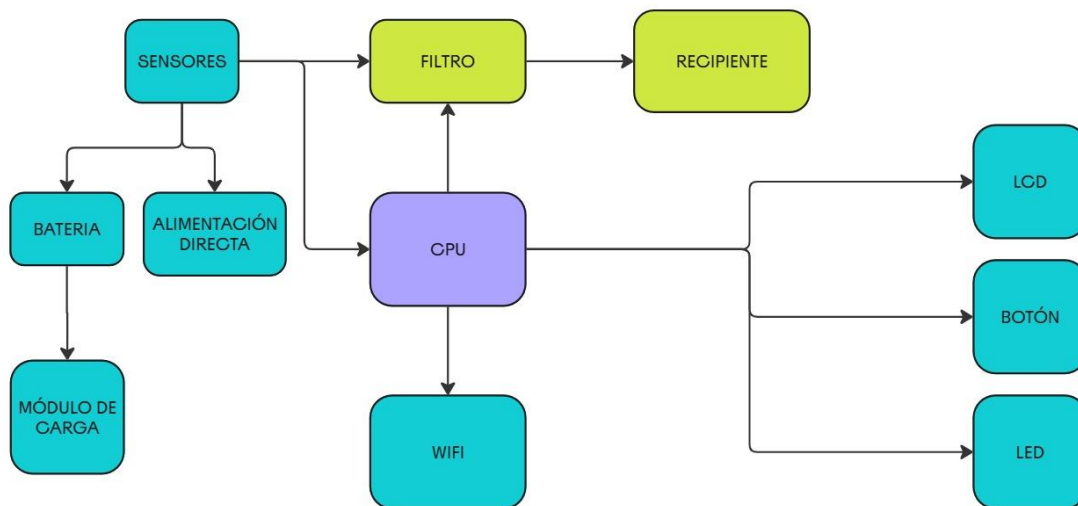 SENSORES
FILTRO
RECIPIENTE
BATERIA
ALIMENTACIÓN
DIRECTA
CPU
LCD
BOTÓN
MÓDULO DE
CARGA
WIFI
LED